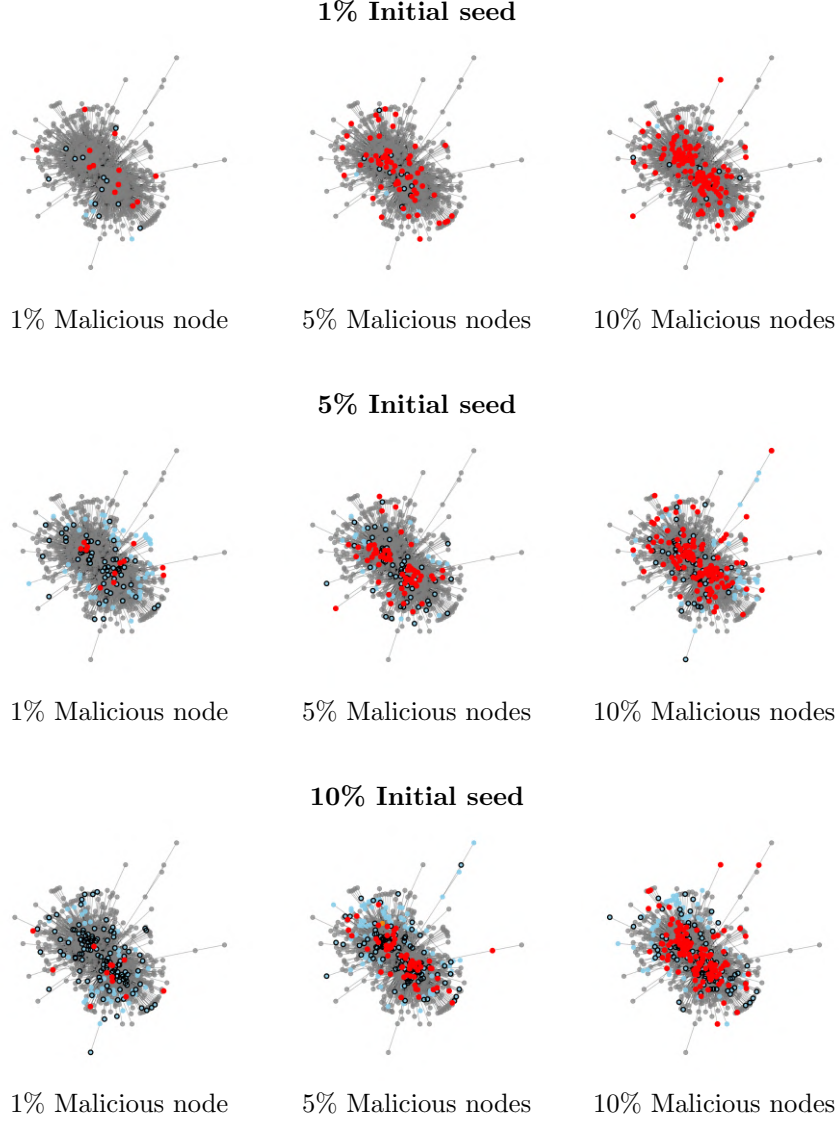 1% Initial seed
1% Malicious node 5% Malicious nodes 10% Malicious nodes
5% Initial seed
1% Malicious node 5% Malicious nodes 10% Malicious nodes
10% Initial seed
1% Malicious node 5% Malicious nodes 10% Malicious nodes